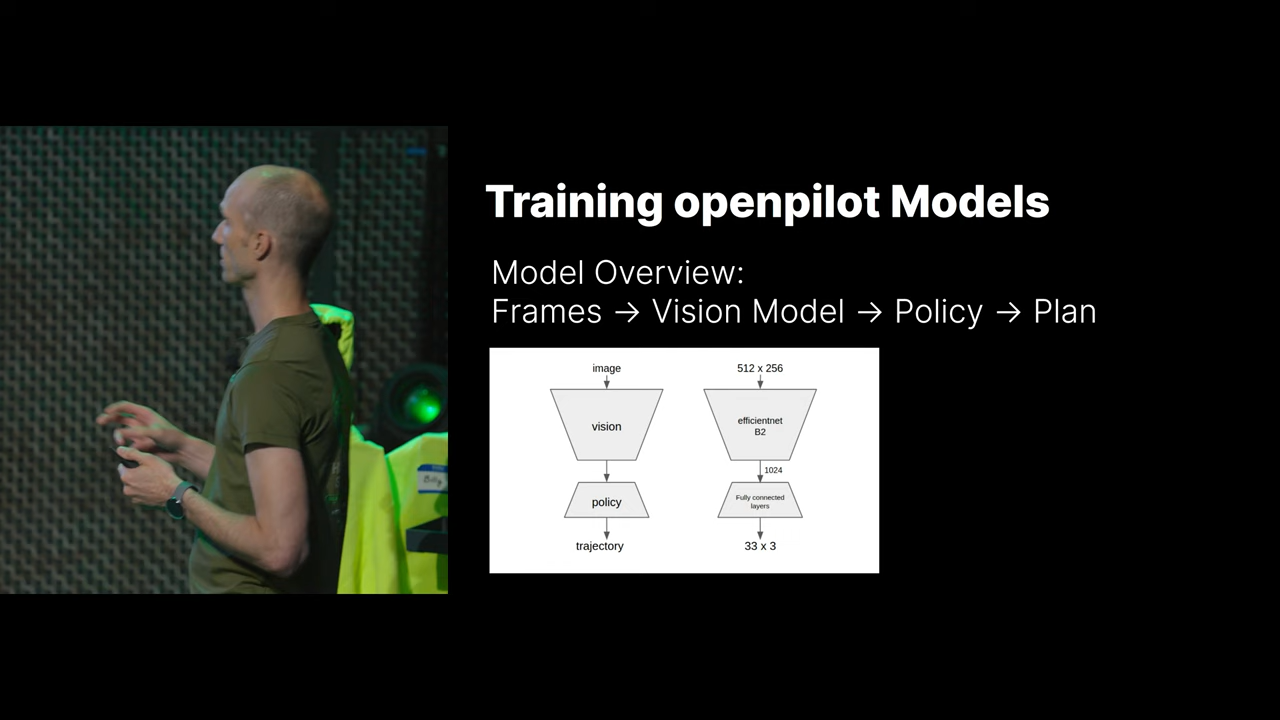 Training openpilot Models
Model Overview:
Frames → Vision Model → Policy → Plan
image
vision
policy
trajectory
512 x 256
efficientnet
B2
1024
Fully connected
layers
33 x 3
Billy